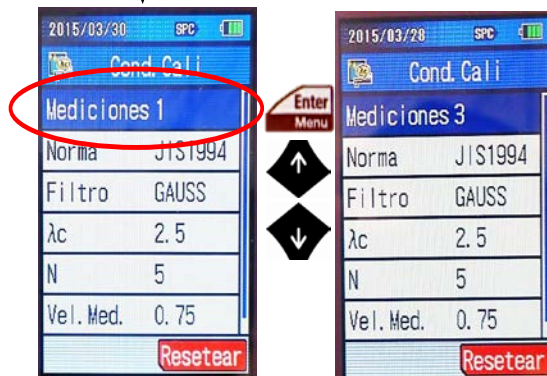 2015/03/30 SPC
Cond. Cali
Mediciones 1
Norma JIS1994
Filtro GAUSS
λc 2.5
N 5
Vel. Med. 0.75
Resetear
Enter
Menu
2015/03/28 SPC
Cond. Cali
Mediciones 3
Norma JIS1994
Filtro GAUSS
λc 2.5
N 5
Vel. Med. 0.75
Resetear